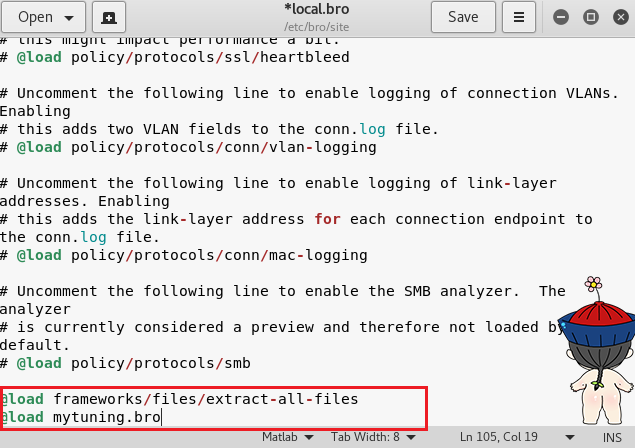 Open
*local.bro
/etc/bro/site
Save
# this might impact performance a bit.
# @load policy/protocols/ssl/heartbleed
# Uncomment the following line to enable logging of connection VLANs.
Enabling
# this adds two VLAN fields to the conn.log file.
# @load policy/protocols/conn/vlan-logging
# Uncomment the following line to enable logging of link-layer
addresses. Enabling
# this adds the link-layer address for each connection endpoint to
the conn.log file.
# @load policy/protocols/conn/mac-logging
# Uncomment the following line to enable the SMB analyzer.  The
analyzer
# is currently considered a preview and therefore not loaded by
default.
# @load policy/protocols/smb
@load frameworks/files/extract-all-files
@load mytuning.bro
Matlab Tab Width: 8 Ln 105, Col 19 INS